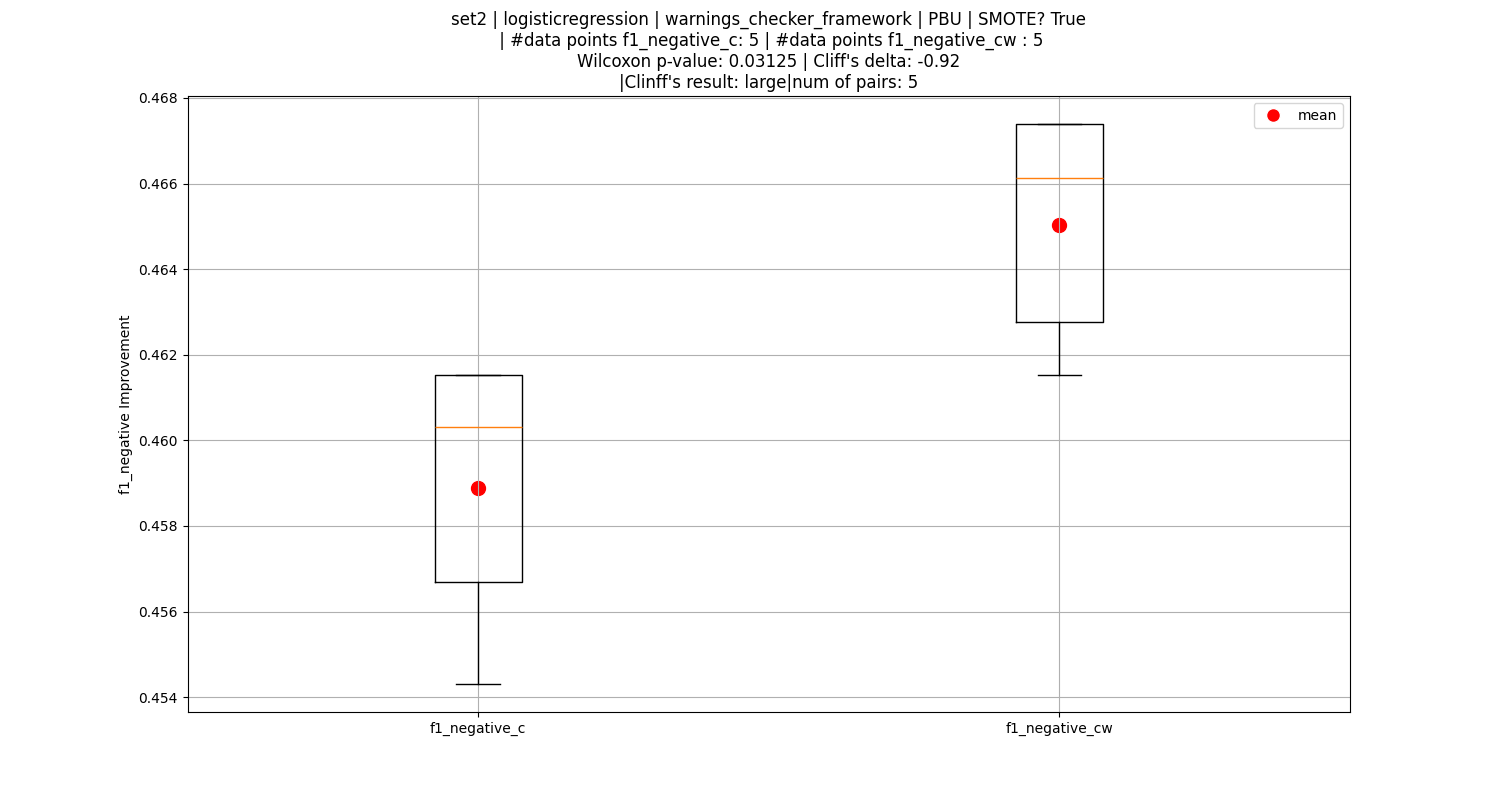 set2 | logisticregression | warnings_checker_framework | PBU | SMOTE? True
| #data points f1_negative_c: 5 | #data points f1_negative_cw : 5
Wilcoxon p-value: 0.03125 | Cliff's delta: -0.92
|Clinff's result: large|num of pairs: 5
mean
0.468
0.466
0.464
0.462
0.460
0.458
0.456
0.454
f1_negative Improvement
f1_negative_c
f1_negative_cw